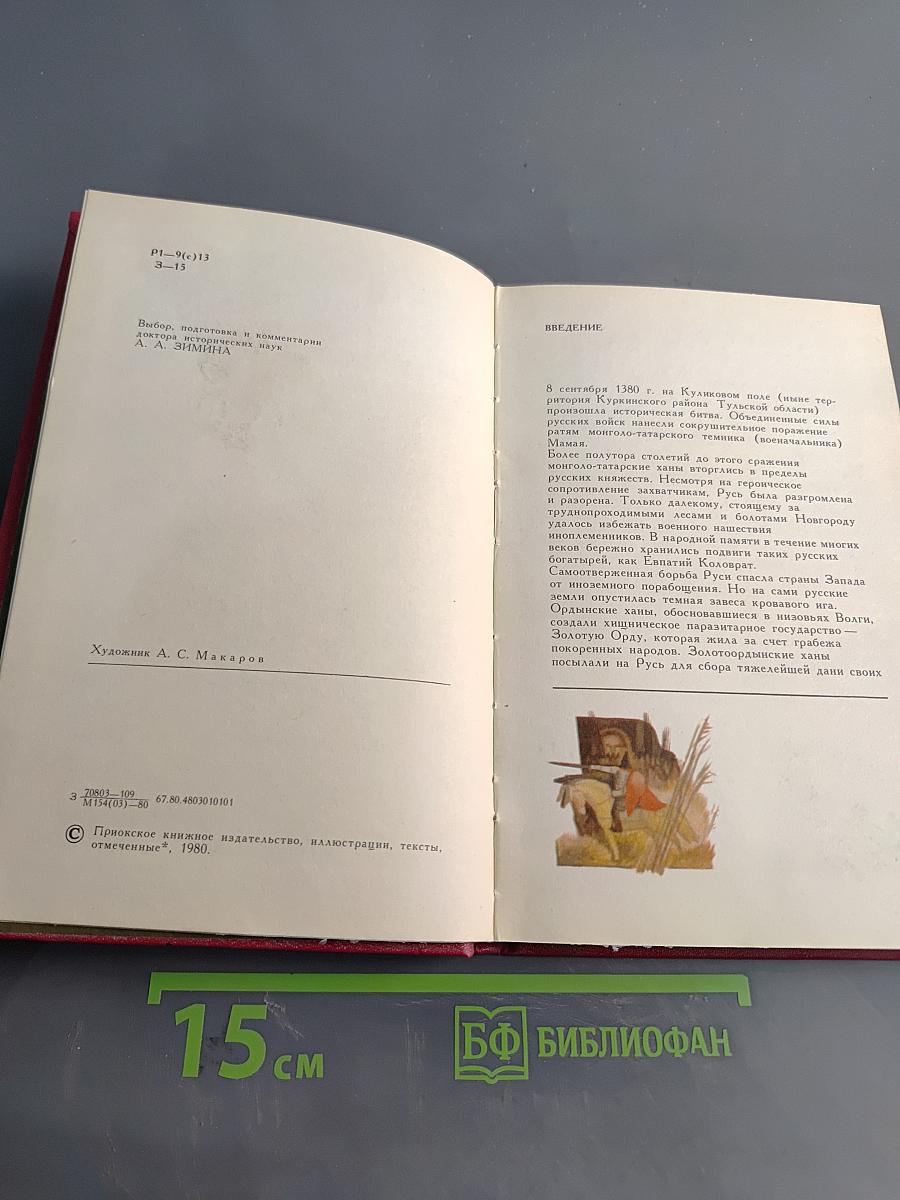 Р1—9(с)13
З—15
Выбор, подготовка и комментарии
доктора исторических наук
А. А. ЗИМИНА
Художник А. С. Макаров
З 70803—109
М154(03)—80 67.80.4803010101
© Приокское книжное издательство, иллюстрации, тексты,
отмеченные*, 1980.
ВВЕДЕНИЕ
8 сентября 1380 г. на Куликовом поле (ныне тер-
ритория Куркинского района Тульской области)
произошла историческая битва. Объединенные силы
русских войск нанесли сокрушительное поражение
ратям монголо-татарского темника (военачальника)
Мамая.
Более полутора столетий до этого сражения
монголо-татарские ханы вторглись в пределы
русских княжеств. Несмотря на героическое
сопротивление захватчикам, Русь была разгромлена
и разорена. Только далекому, стоящему за
труднопроходимыми лесами и болотами Новгороду
удалось избежать военного нашествия
иноплеменников. В народной памяти в течение многих
веков бережно хранились подвиги таких русских
богатырей, как Евпатий Коловрат.
Самоотверженная борьба Руси спасла страны Запада
от иноземного порабощения. Но на сами русские
земли опустилась темная завеса кровавого ига.
Ордынские ханы, обосновавшиеся в низовьях Волги,
создали хищническое паразитарное государство —
Золотую Орду, которая жила за счет грабежа
покоренных народов. Золотоордынские ханы
посылали на Русь для сбора тяжелейшей дани своих
15 см
БФ БИБЛИОФАН